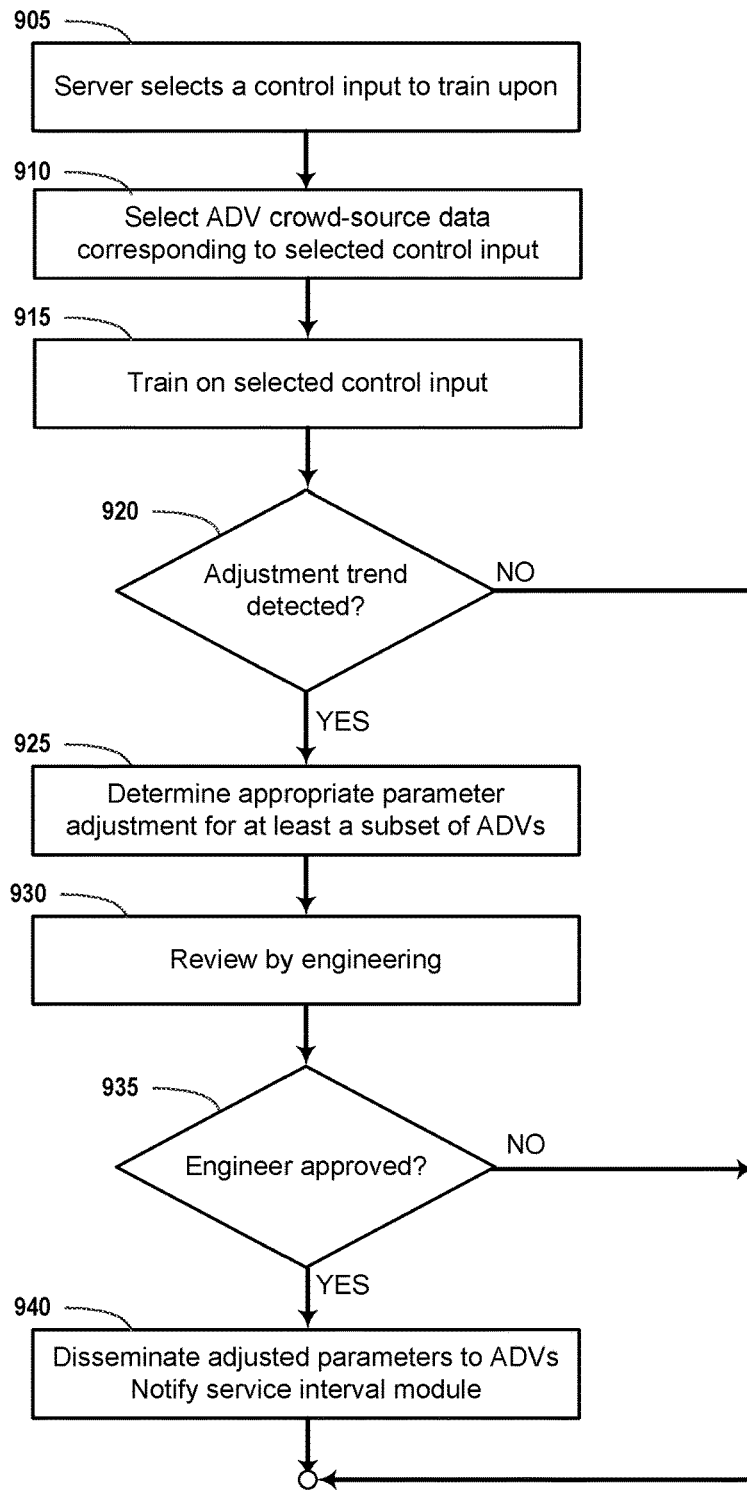 905
Server selects a control input to train upon
910
Select ADV crowd-source data
corresponding to selected control input
915
Train on selected control input
920
Adjustment trend
detected?
NO
YES
925
Determine appropriate parameter
adjustment for at least a subset of ADVs
930
Review by engineering
935
Engineer approved?
NO
YES
940
Disseminate adjusted parameters to ADVs
Notify service interval module